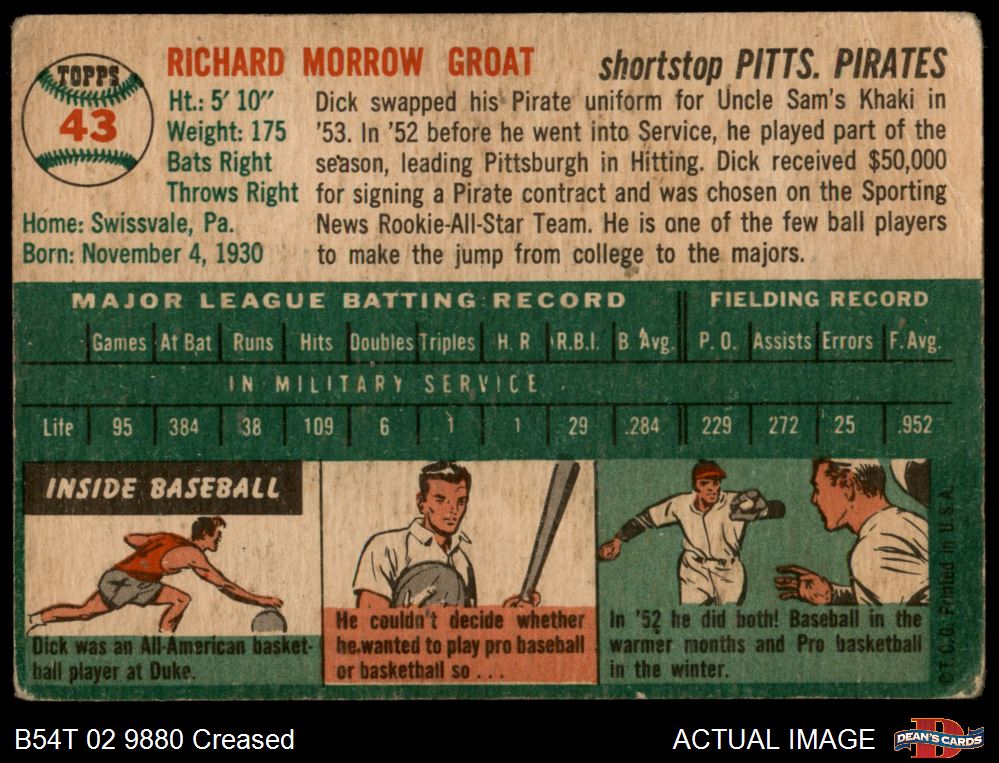 TOPPS
43
RICHARD MORROW GROAT
shortstop PITTS. PIRATES
Ht.: 5' 10"
Weight: 175
Bats Right
Throws Right
Home: Swissvale, Pa.
Born: November 4, 1930
Dick swapped his Pirate uniform for Uncle Sam's Khaki in
'53. In '52 before he went into Service, he played part of the
season, leading Pittsburgh in Hitting. Dick received $50,000
for signing a Pirate contract and was chosen on the Sporting
News Rookie-All-Star Team. He is one of the few ball players
to make the jump from college to the majors.
MAJOR LEAGUE BATTING RECORD FIELDING RECORD
Games At Bat Runs Hits Doubles Triples H. R R.B.I. B Avg. P. O. Assists Errors F. Avg.
IN MILITARY SERVICE
Life 95 384 38 109 6 1 1 29 .284 229 272 25 .952
INSIDE BASEBALL
Dick was an All-American basket-
ball player at Duke.
He couldn't decide whether
he wanted to play pro baseball
or basketball so . . .
In '52 he did both! Baseball in the
warmer months and Pro basketball
in the winter.
© T. C. G. Printed in U. S. A.
B54T 02 9880 Creased
ACTUAL IMAGE
D
DEAN'S CARDS